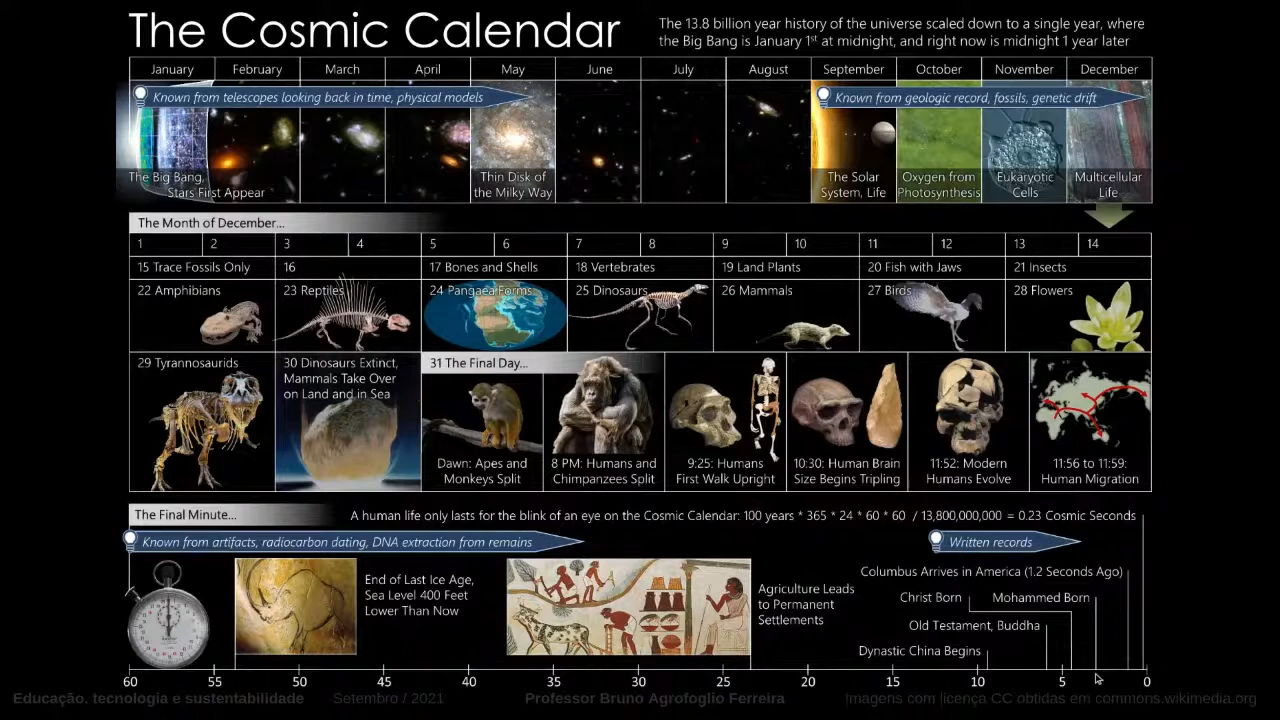 The Cosmic Calendar
The 13.8 billion year history of the universe scaled down to a single year, where
the Big Bang is January 1st at midnight, and right now is midnight 1 year later
January February March April May June July August September October November December
Known from telescopes looking back in time, physical models
Known from geologic record, fossils, genetic drift
The Big Bang,
Stars First Appear
Thin Disk of
the Milky Way
The Solar
System, Life
Oxygen from
Photosynthesis
Eukaryotic
Cells
Multicellular
Life
The Month of December...
1 2 3 4 5 6 7 8 9 10 11 12 13 14
15 Trace Fossils Only 16 17 Bones and Shells 18 Vertebrates 19 Land Plants 20 Fish with Jaws 21 Insects
22 Amphibians 23 Reptiles 24 Pangaea Forms 25 Dinosaurs 26 Mammals 27 Birds 28 Flowers
29 Tyrannosaurids
30 Dinosaurs Extinct,
Mammals Take Over
on Land and in Sea
31 The Final Day...
Dawn: Apes and
Monkeys Split
8 PM: Humans and
Chimpanzees Split
9:25: Humans
First Walk Upright
10:30: Human Brain
Size Begins Tripling
11:52: Modern
Humans Evolve
11:56 to 11:59:
Human Migration
The Final Minute...
A human life only lasts for the blink of an eye on the Cosmic Calendar: 100 years * 365 * 24 * 60 * 60 / 13,800,000,000 = 0.23 Cosmic Seconds
Known from artifacts, radiocarbon dating, DNA extraction from remains
Written records
End of Last Ice Age,
Sea Level 400 Feet
Lower Than Now
Agriculture Leads
to Permanent
Settlements
Columbus Arrives in America (1.2 Seconds Ago)
Christ Born Mohammed Born
Old Testament, Buddha
Dynastic China Begins
60 55 50 45 40 35 30 25 20 15 10 5 0
Educação, tecnologia e sustentabilidade Setembro / 2021 Professor Bruno Agrofoglio Ferreira Imagens com licença CC obtidas em commons.wikimedia.org